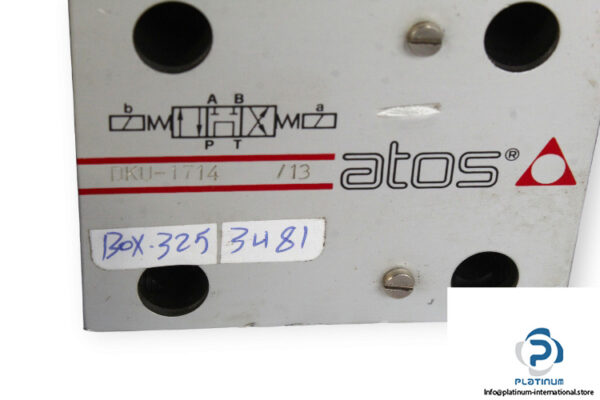 A B
b a
P T
DKU-1714 /13 atos®
BOX.325 3481
PLATINUM
Info@platinum-international.store